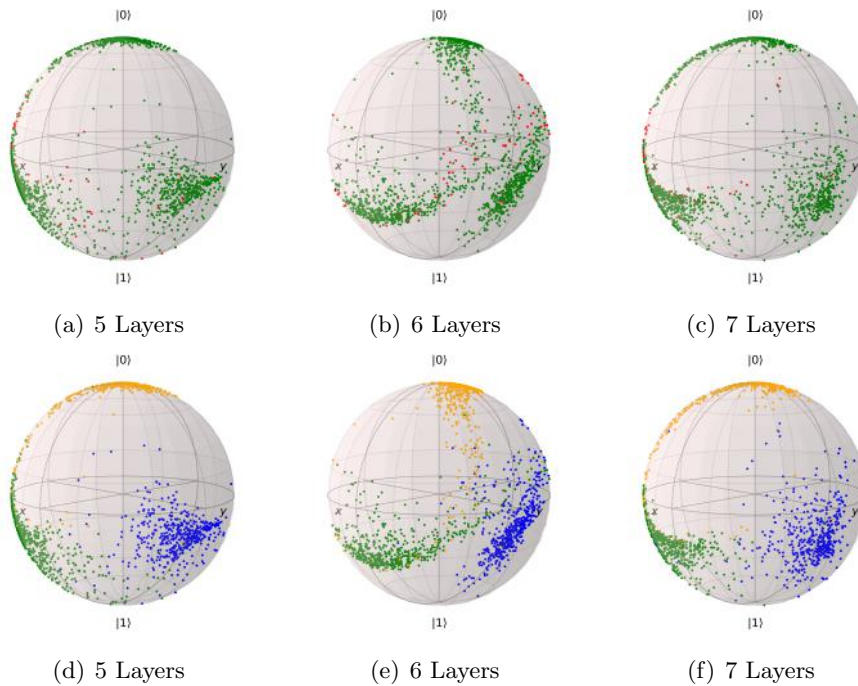 |0⟩ |0⟩ |0⟩
x y x y x y
|1⟩ |1⟩ |1⟩
(a) 5 Layers (b) 6 Layers (c) 7 Layers
|0⟩ |0⟩ |0⟩
x y x y x y
|1⟩ |1⟩ |1⟩
(d) 5 Layers (e) 6 Layers (f) 7 Layers